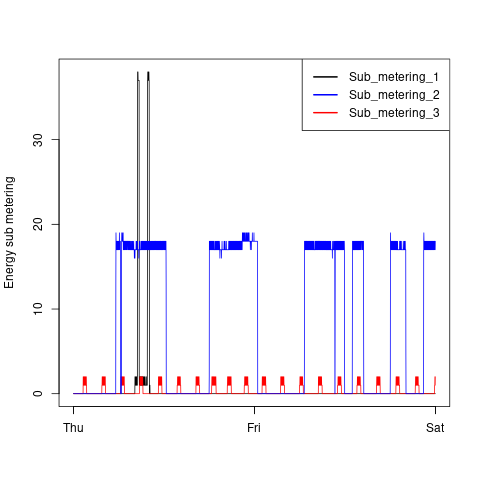 Sub_metering_1
Sub_metering_2
Sub_metering_3
Energy sub metering
30
20
10
0
Thu Fri Sat